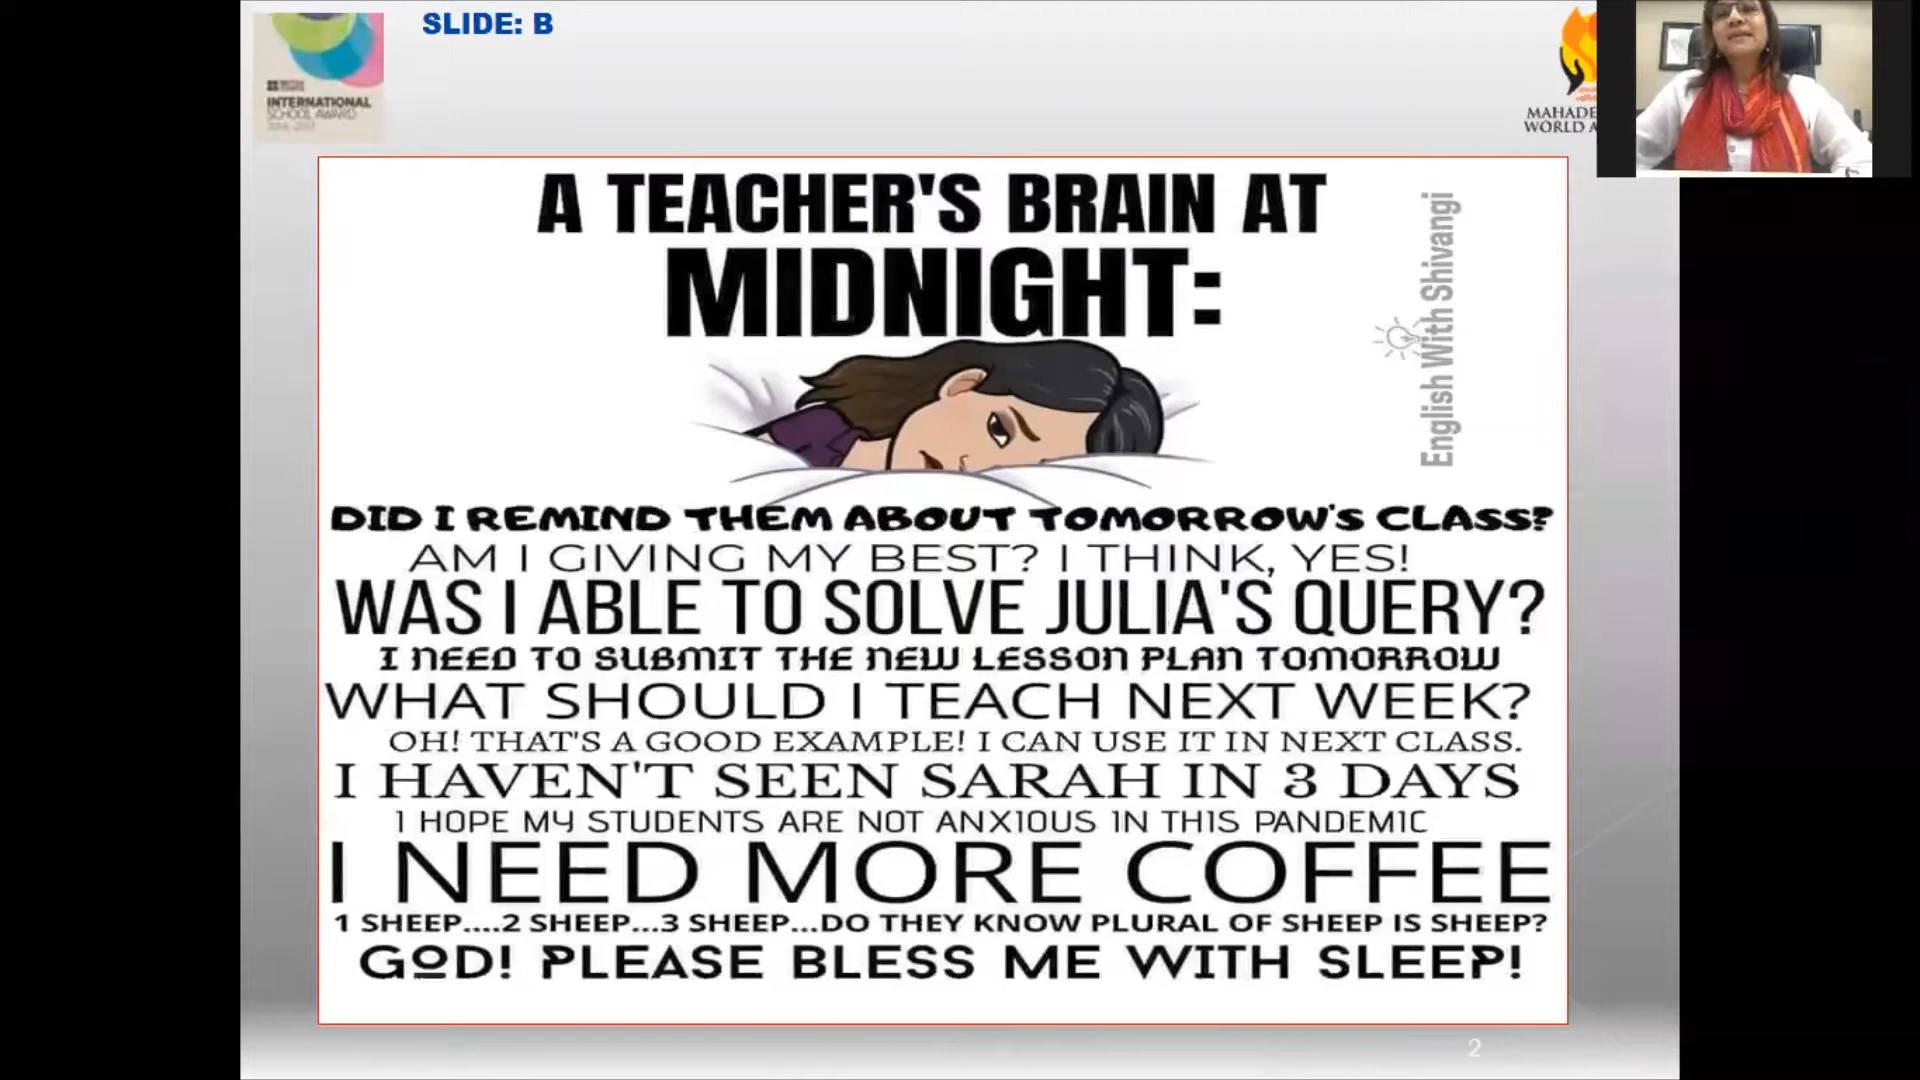 SLIDE: B
INTERNATIONAL
SCHOOL AWARD
MAHADE
WORLD A
A TEACHER'S BRAIN AT
MIDNIGHT:
English With Shivangi
DID I REMIND THEM ABOUT TOMORROW'S CLASS?
AM I GIVING MY BEST? I THINK, YES!
WAS I ABLE TO SOLVE JULIA'S QUERY?
I NEED TO SUBMIT THE NEW LESSON PLAN TOMORROW
WHAT SHOULD I TEACH NEXT WEEK?
OH! THAT'S A GOOD EXAMPLE! I CAN USE IT IN NEXT CLASS.
I HAVEN'T SEEN SARAH IN 3 DAYS
I HOPE MY STUDENTS ARE NOT ANXIOUS IN THIS PANDEMIC
I NEED MORE COFFEE
1 SHEEP....2 SHEEP...3 SHEEP...DO THEY KNOW PLURAL OF SHEEP IS SHEEP?
GOD! PLEASE BLESS ME WITH SLEEP!
2